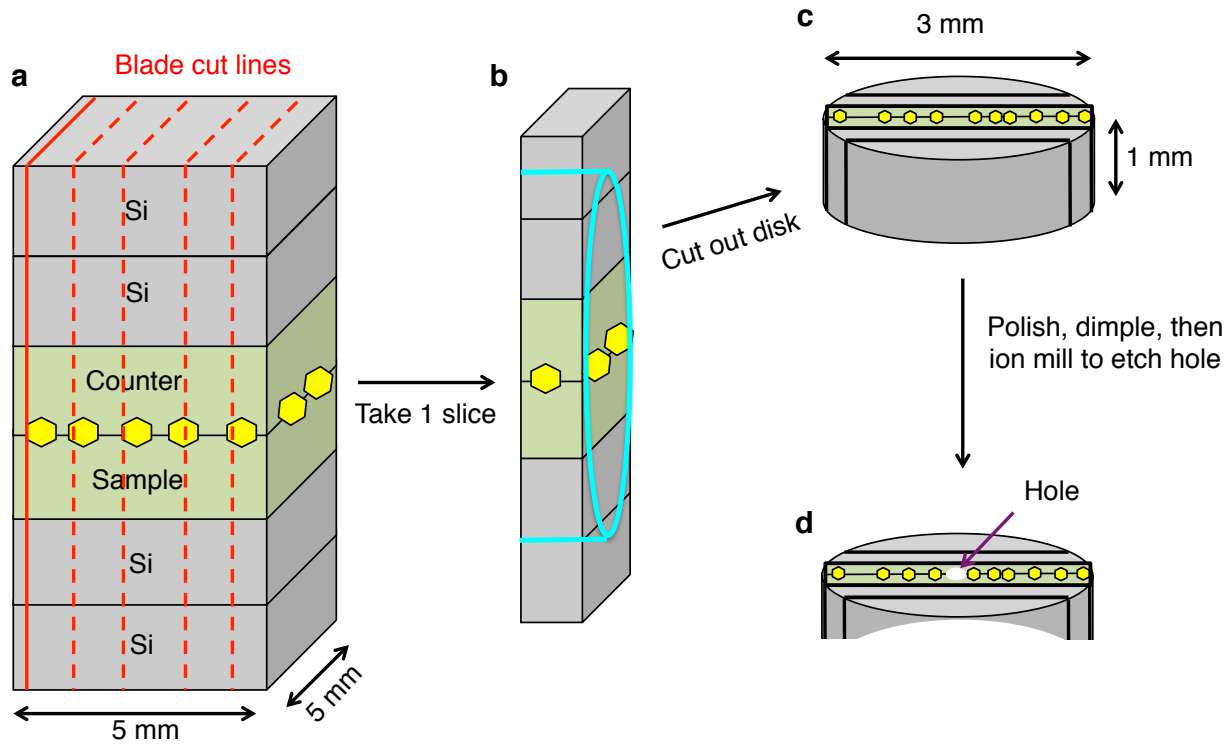 a
Blade cut lines
Si
Si
Counter
Sample
Si
Si
5 mm
5 mm
Take 1 slice
b
Cut out disk
c
3 mm
1 mm
Polish, dimple, then
ion mill to etch hole
Hole
d